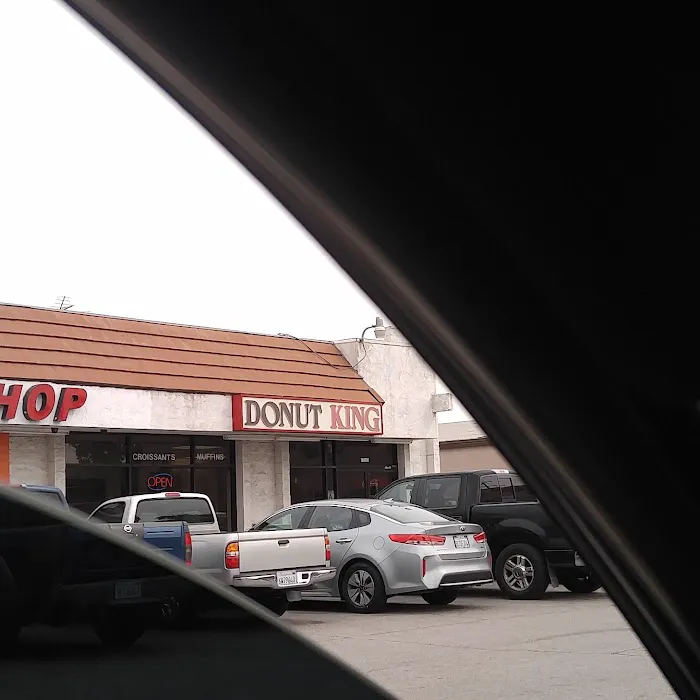 HOP
DONUT KING
CROISSANTS MUFFINS
OPEN